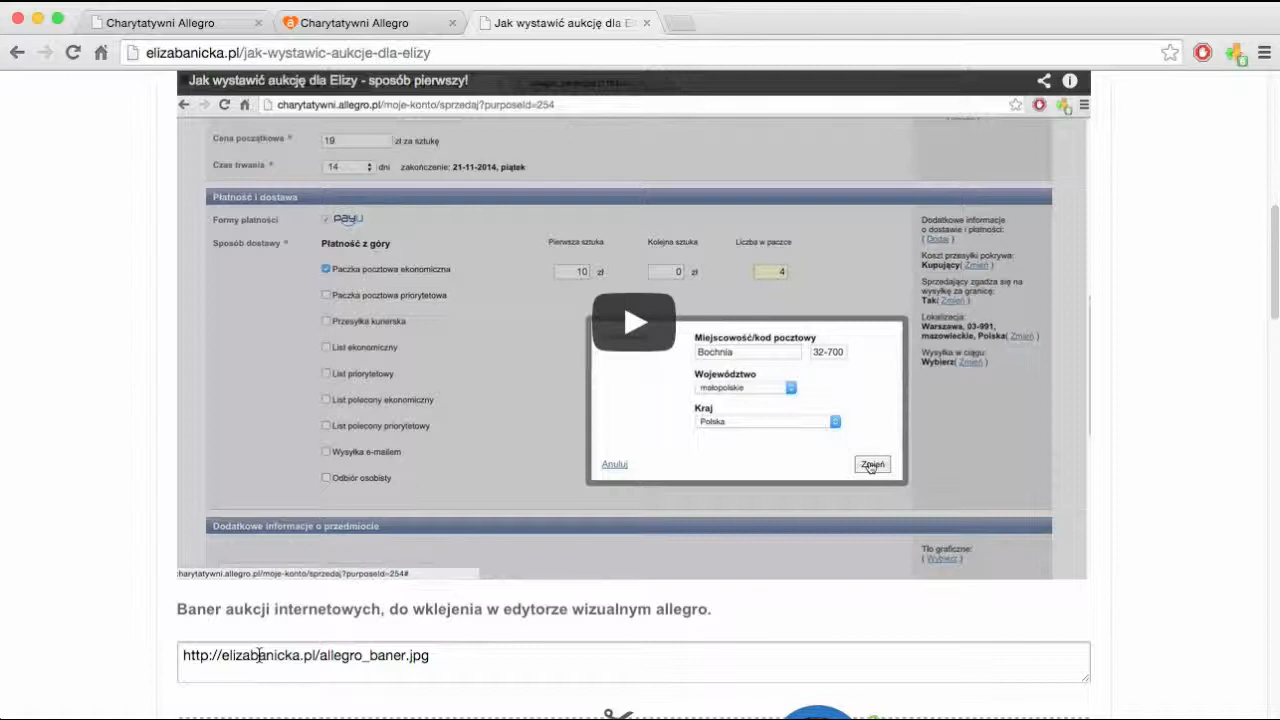 Charytatywni Allegro
Charytatywni Allegro
Jak wystawić aukcję dla El
elizabanicka.pl/jak-wystawic-aukcje-dla-elizy
6
Jak wystawić aukcję dla Elizy - sposób pierwszy!
charytatywni.allegro.pl/moje-konto/sprzedaj?purposeId=254
Cena początkowa * 19 zł za sztukę
Czas trwania * 14 dni zakończenie: 21-11-2014, piątek
Płatność i dostawa
Formy płatności PayU
Sposób dostawy * Płatność z góry Pierwsza sztuka Kolejna sztuka Liczba w paczce
Paczka pocztowa ekonomiczna 10 zł 0 zł 4
Paczka pocztowa priorytetowa
Przesyłka kurierska
List ekonomiczny
List priorytetowy
List polecony ekonomiczny
List polecony priorytetowy
Wysyłka e-mailem
Odbiór osobisty
Dodatkowe informacje
o dostawie i płatności:
( Dodaj )
Koszt przesyłki pokrywa:
Kupujący( Zmień )
Sprzedający zgadza się na
wysyłkę za granicę:
Tak( Zmień )
Lokalizacja:
Warszawa, 03-991,
mazowieckie, Polska( Zmień )
Wysyłka w ciągu:
Wybierz( Zmień )
Miejscowość/kod pocztowy
Bochnia 32-700
Województwo
małopolskie
Kraj
Polska
Anuluj Zmień
Dodatkowe informacje o przedmiocie
Tło graficzne:
( Wybierz )
charytatywni.allegro.pl/moje-konto/sprzedaj?purposeId=254#
Baner aukcji internetowych, do wklejenia w edytorze wizualnym allegro.
http://elizabanicka.pl/allegro_baner.jpg